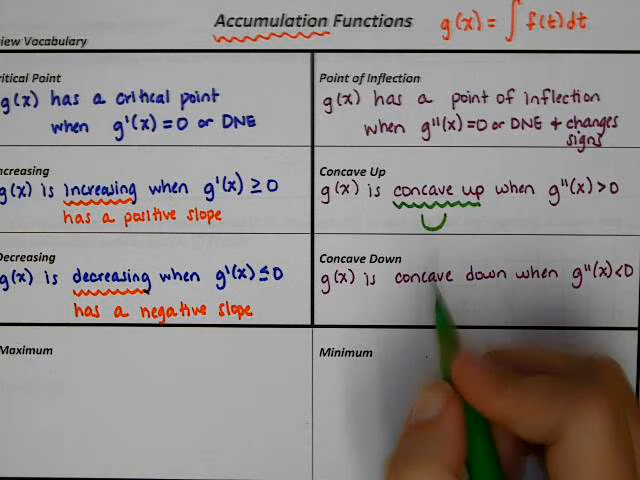 Accumulation Functions g(x) = ∫ f(t)dt
iew Vocabulary
ritical Point
g(x) has a critical point
when g'(x) = 0 or DNE
Point of Inflection
g(x) has a point of inflection
when g"(x) = 0 or DNE + changes
signs
ncreasing
g(x) is increasing when g'(x) ≥ 0
has a positive slope
Concave Up
g(x) is concave up when g"(x) > 0
Decreasing
g(x) is decreasing when g'(x) ≤ 0
has a negative slope
Concave Down
g(x) is concave down when g"(x) < 0
Maximum
Minimum